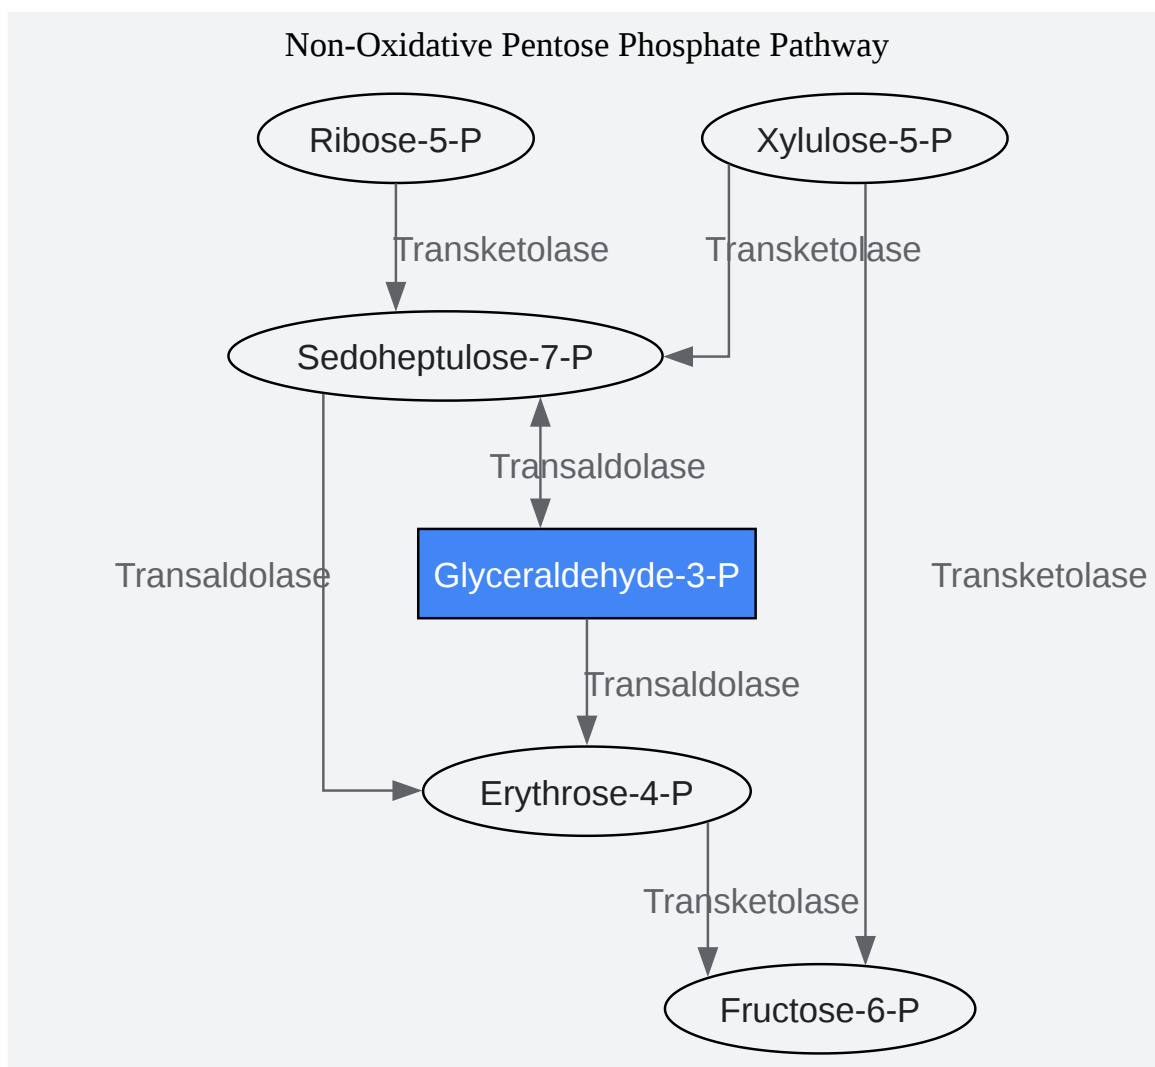 Non-Oxidative Pentose Phosphate Pathway
Ribose-5-P
Xylulose-5-P
Transketolase
Transketolase
Sedoheptulose-7-P
Transaldolase
Transaldolase
Glyceraldehyde-3-P
Transketolase
Transaldolase
Erythrose-4-P
Transketolase
Fructose-6-P